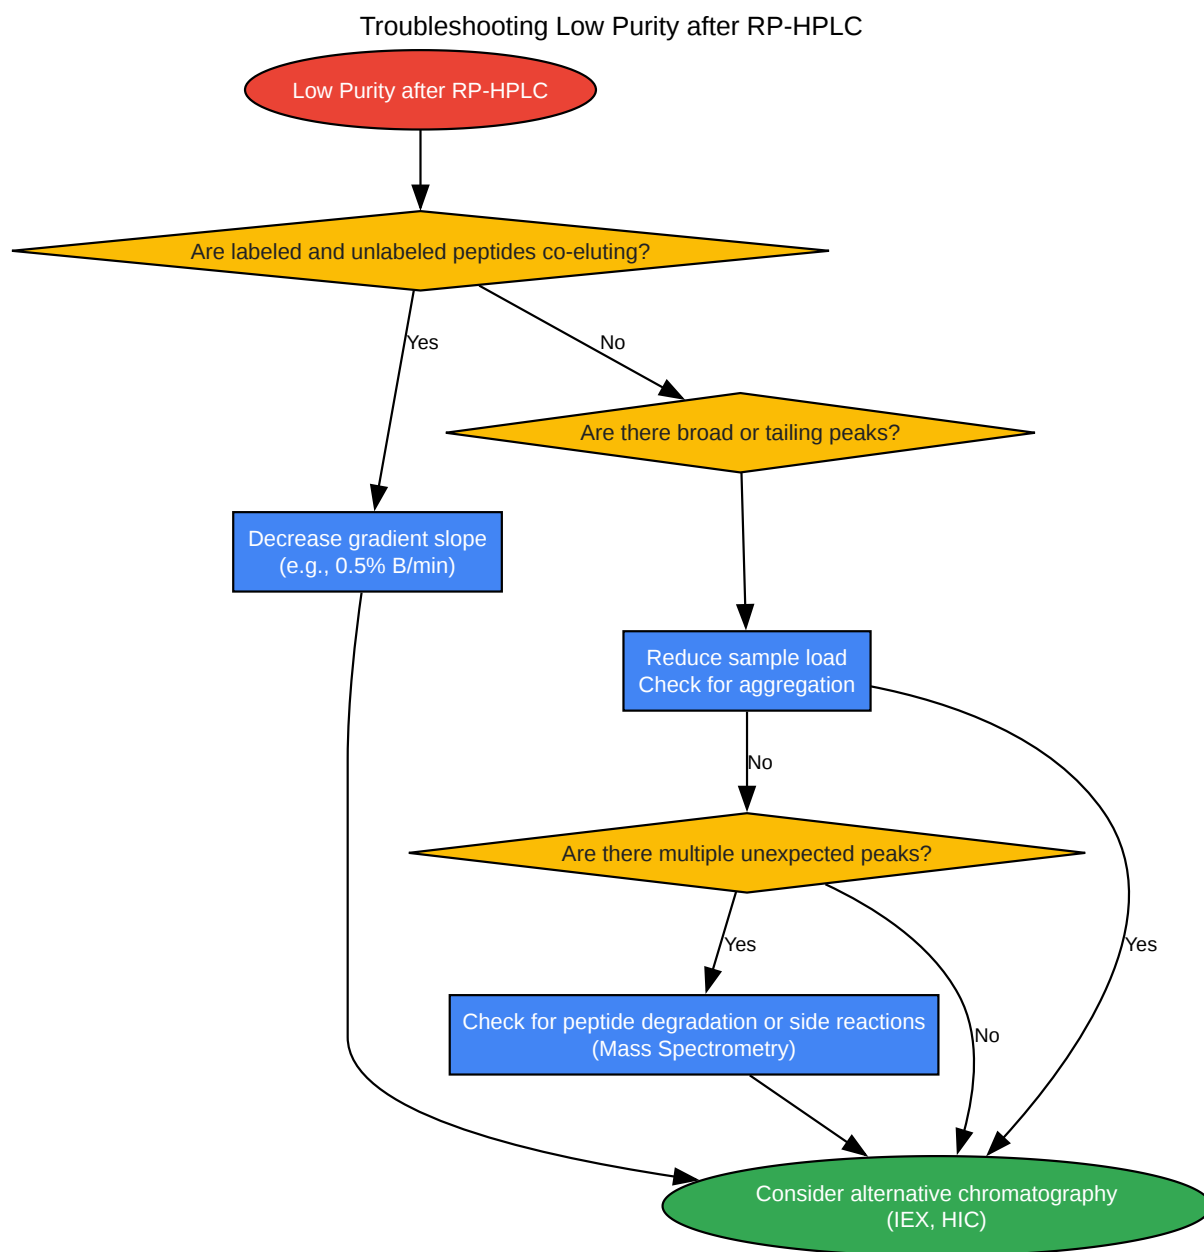 Troubleshooting Low Purity after RP-HPLC
Low Purity after RP-HPLC
Are labeled and unlabeled peptides co-eluting?
Yes
No
Are there broad or tailing peaks?
Decrease gradient slope
(e.g., 0.5% B/min)
Reduce sample load
Check for aggregation
No
Are there multiple unexpected peaks?
Yes
Yes
Check for peptide degradation or side reactions
(Mass Spectrometry)
No
Consider alternative chromatography
(IEX, HIC)